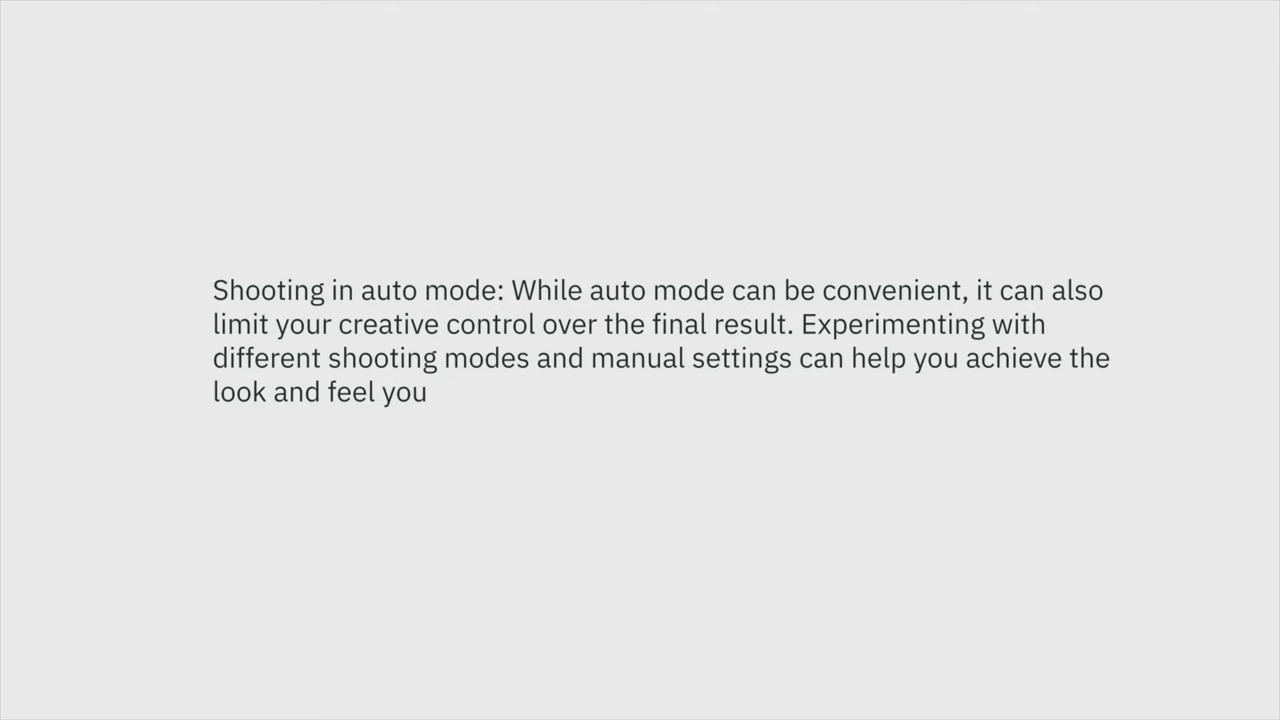 Shooting in auto mode: While auto mode can be convenient, it can also
limit your creative control over the final result. Experimenting with
different shooting modes and manual settings can help you achieve the
look and feel you